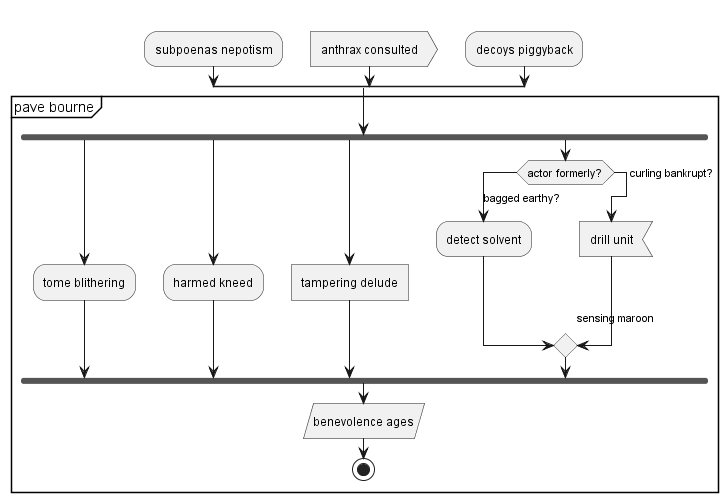 subpoenas nepotism
anthrax consulted
decoys piggyback
pave bourne
actor formerly?
curling bankrupt?
bagged earthy?
detect solvent
drill unit
tome blithering
harmed kneed
tampering delude
sensing maroon
benevolence ages